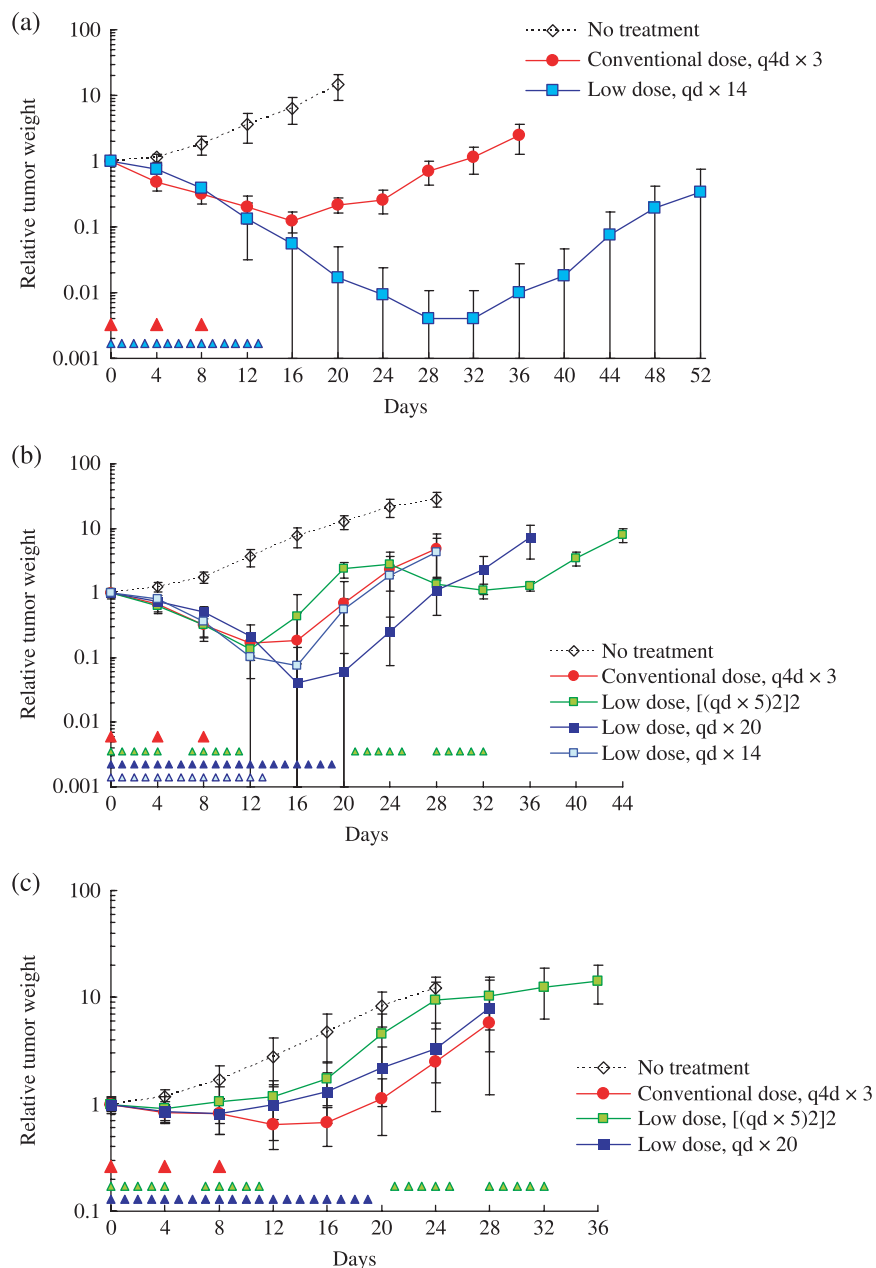 (a)
No treatment
Conventional dose, q4d × 3
Low dose, qd × 14
Relative tumor weight
100
10
1
0.1
0.01
0.001
0 4 8 12 16 20 24 28 32 36 40 44 48 52
Days
(b)
Relative tumor weight
100
10
1
0.1
0.01
0.001
No treatment
Conventional dose, q4d × 3
Low dose, [(qd × 5)2]2
Low dose, qd × 20
Low dose, qd × 14
0 4 8 12 16 20 24 28 32 36 40 44
Days
(c)
Relative tumor weight
100
10
1
0.1
No treatment
Conventional dose, q4d × 3
Low dose, [(qd × 5)2]2
Low dose, qd × 20
0 4 8 12 16 20 24 28 32 36
Days